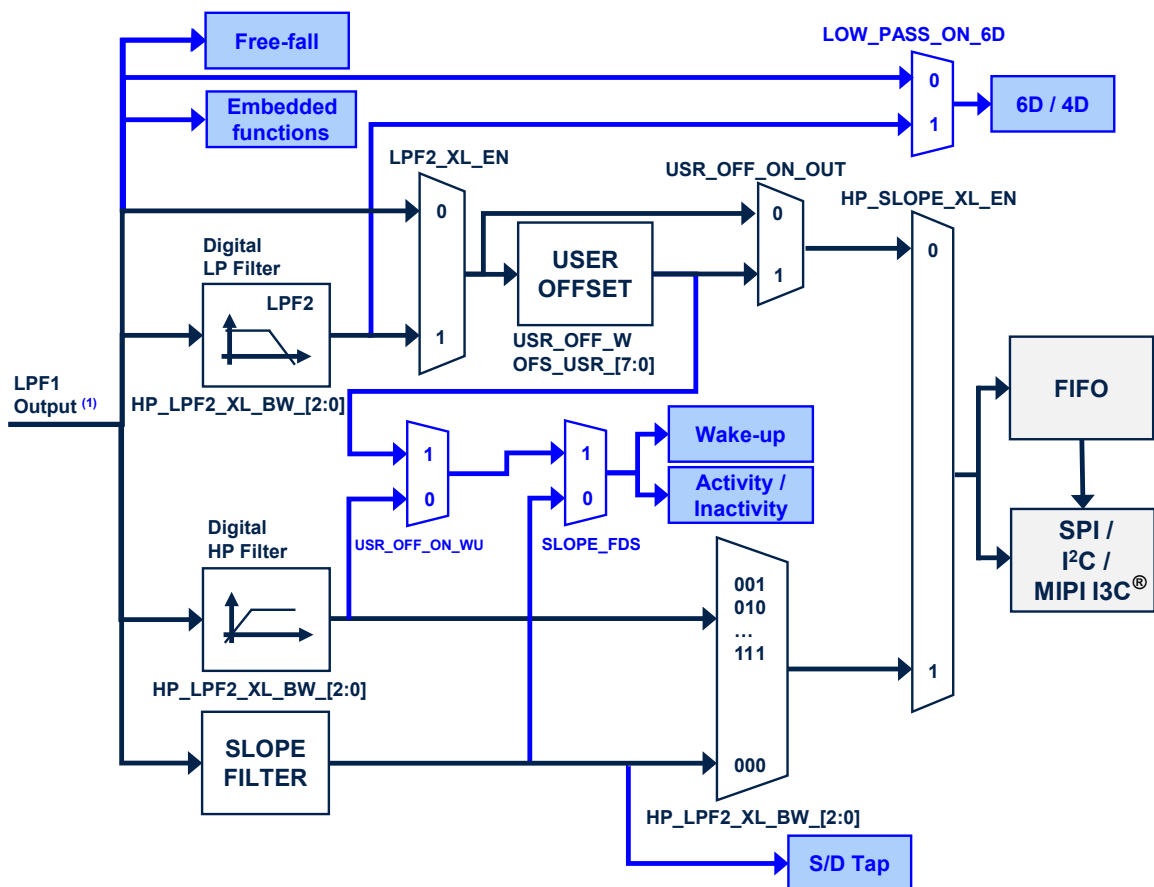 Free-fall
LOW_PASS_ON_6D
0
1
6D / 4D
Embedded
functions
LPF2_XL_EN
0
1
USR_OFF_ON_OUT
0
1
HP_SLOPE_XL_EN
0
1
Digital
LP Filter
LPF2
HP_LPF2_XL_BW_[2:0]
USER
OFFSET
USR_OFF_W
OFS_USR_[7:0]
LPF1
Output (1)
FIFO
SPI /
I²C /
MIPI I3C®
1
0
USR_OFF_ON_WU
1
0
SLOPE_FDS
Wake-up
Activity /
Inactivity
Digital
HP Filter
HP_LPF2_XL_BW_[2:0]
001
010
...
111
000
HP_LPF2_XL_BW_[2:0]
SLOPE
FILTER
S/D Tap